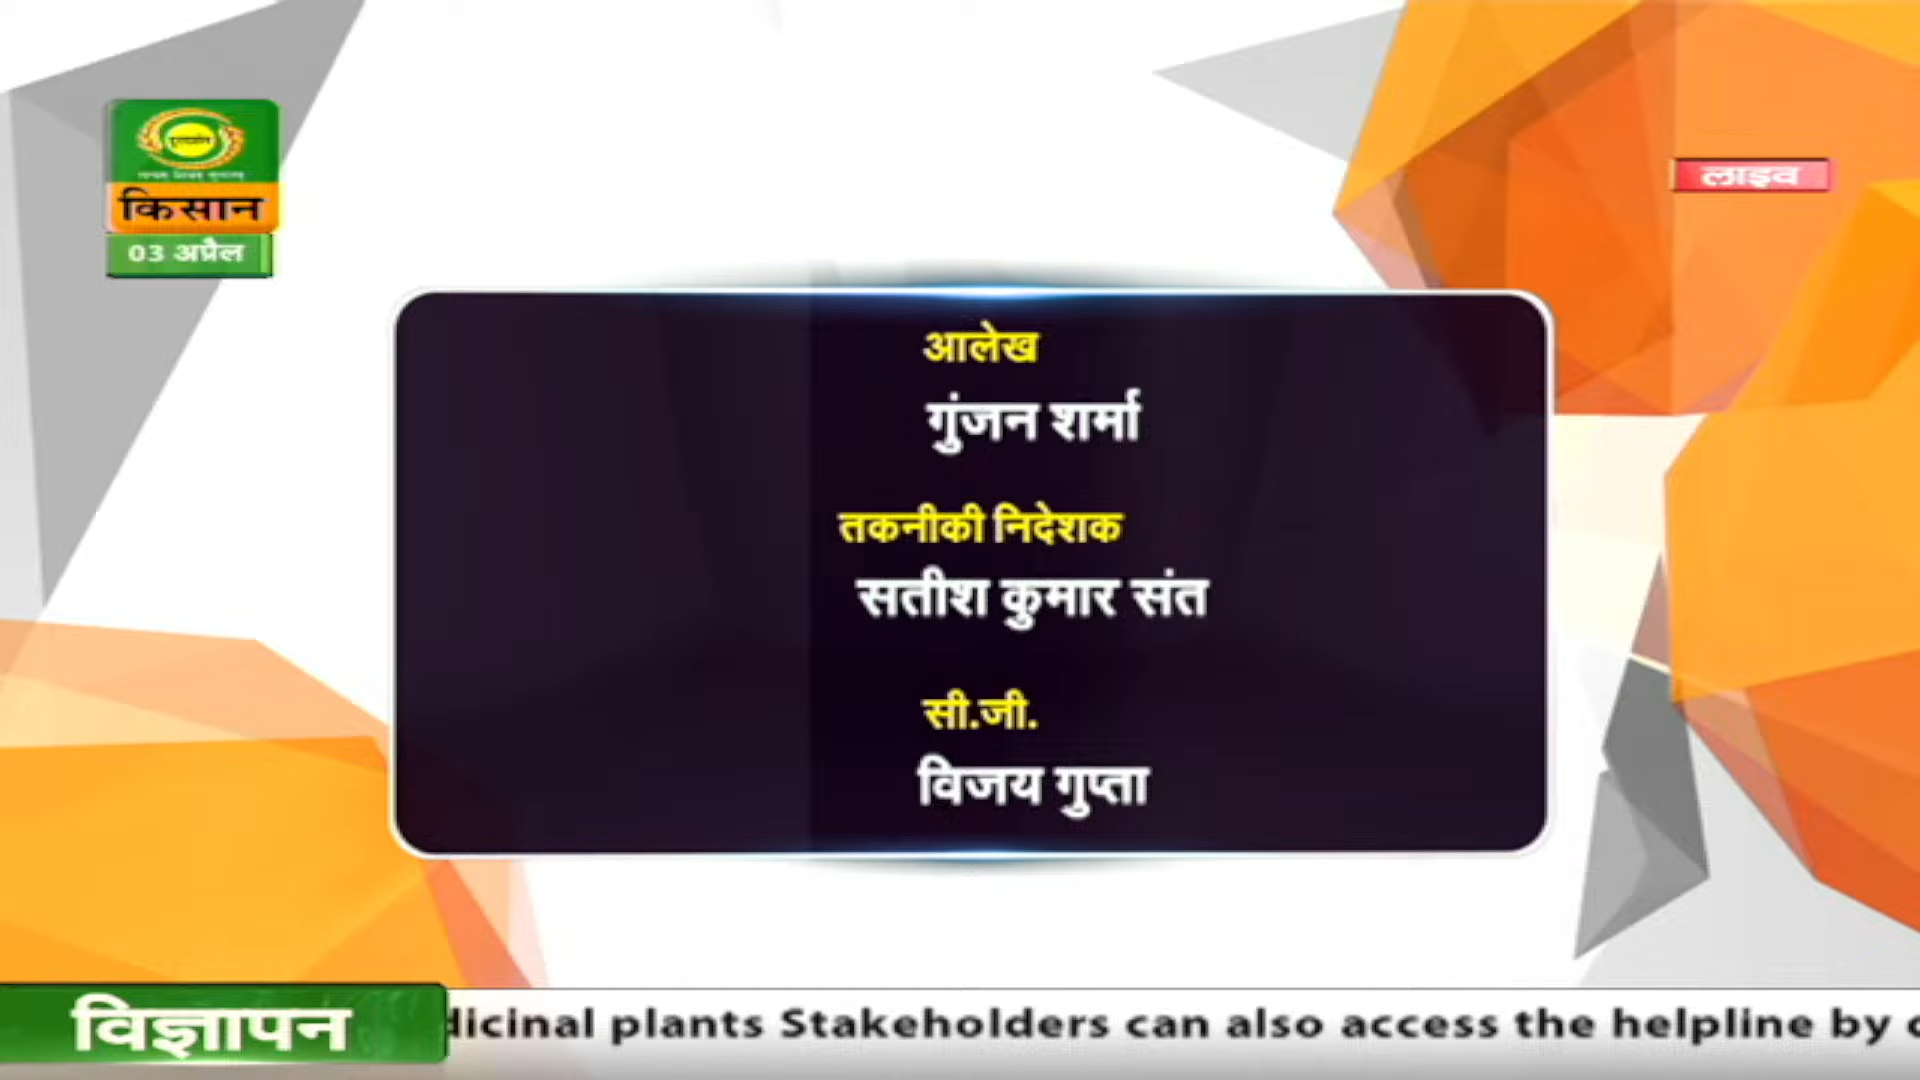 किसान
03 अप्रैल
लाइव
आलेख
गुंजन शर्मा
तकनीकी निदेशक
सतीश कुमार संत
सी.जी.
विजय गुप्ता
विज्ञापन
dicinal plants Stakeholders can also access the helpline by